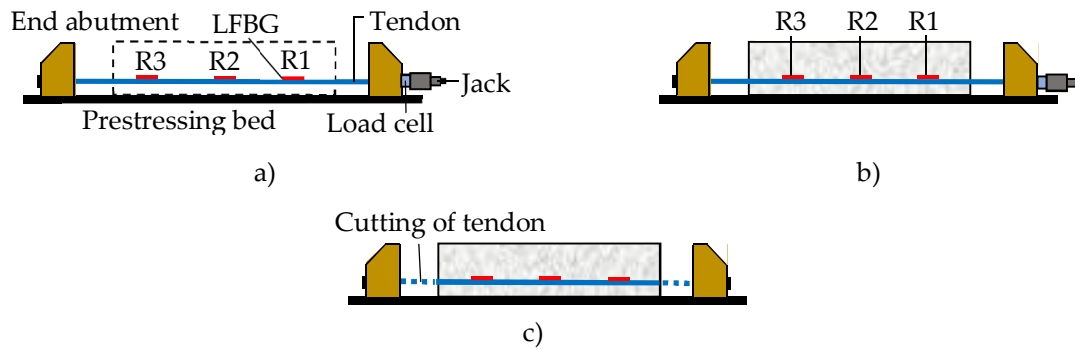 End abutment LFBG Tendon
R3 R2 R1
Jack
Prestressing bed Load cell
a)
R3 R2 R1
b)
Cutting of tendon
c)